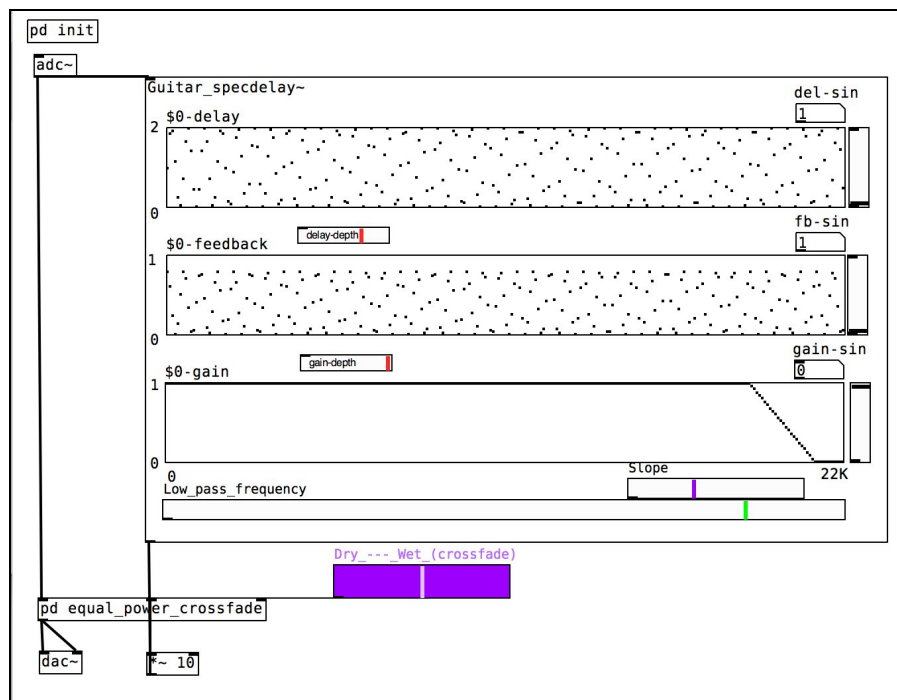 pd init
adc~
Guitar_specdelay~
del-sin
$0-delay
1
2
0
delay-depth
fb-sin
$0-feedback
1
1
0
gain-depth
gain-sin
$0-gain
0
1
0
0
Slope
22K
Low_pass_frequency
Dry_---_Wet_(crossfade)
pd equal_power_crossfade
dac~
*~ 10